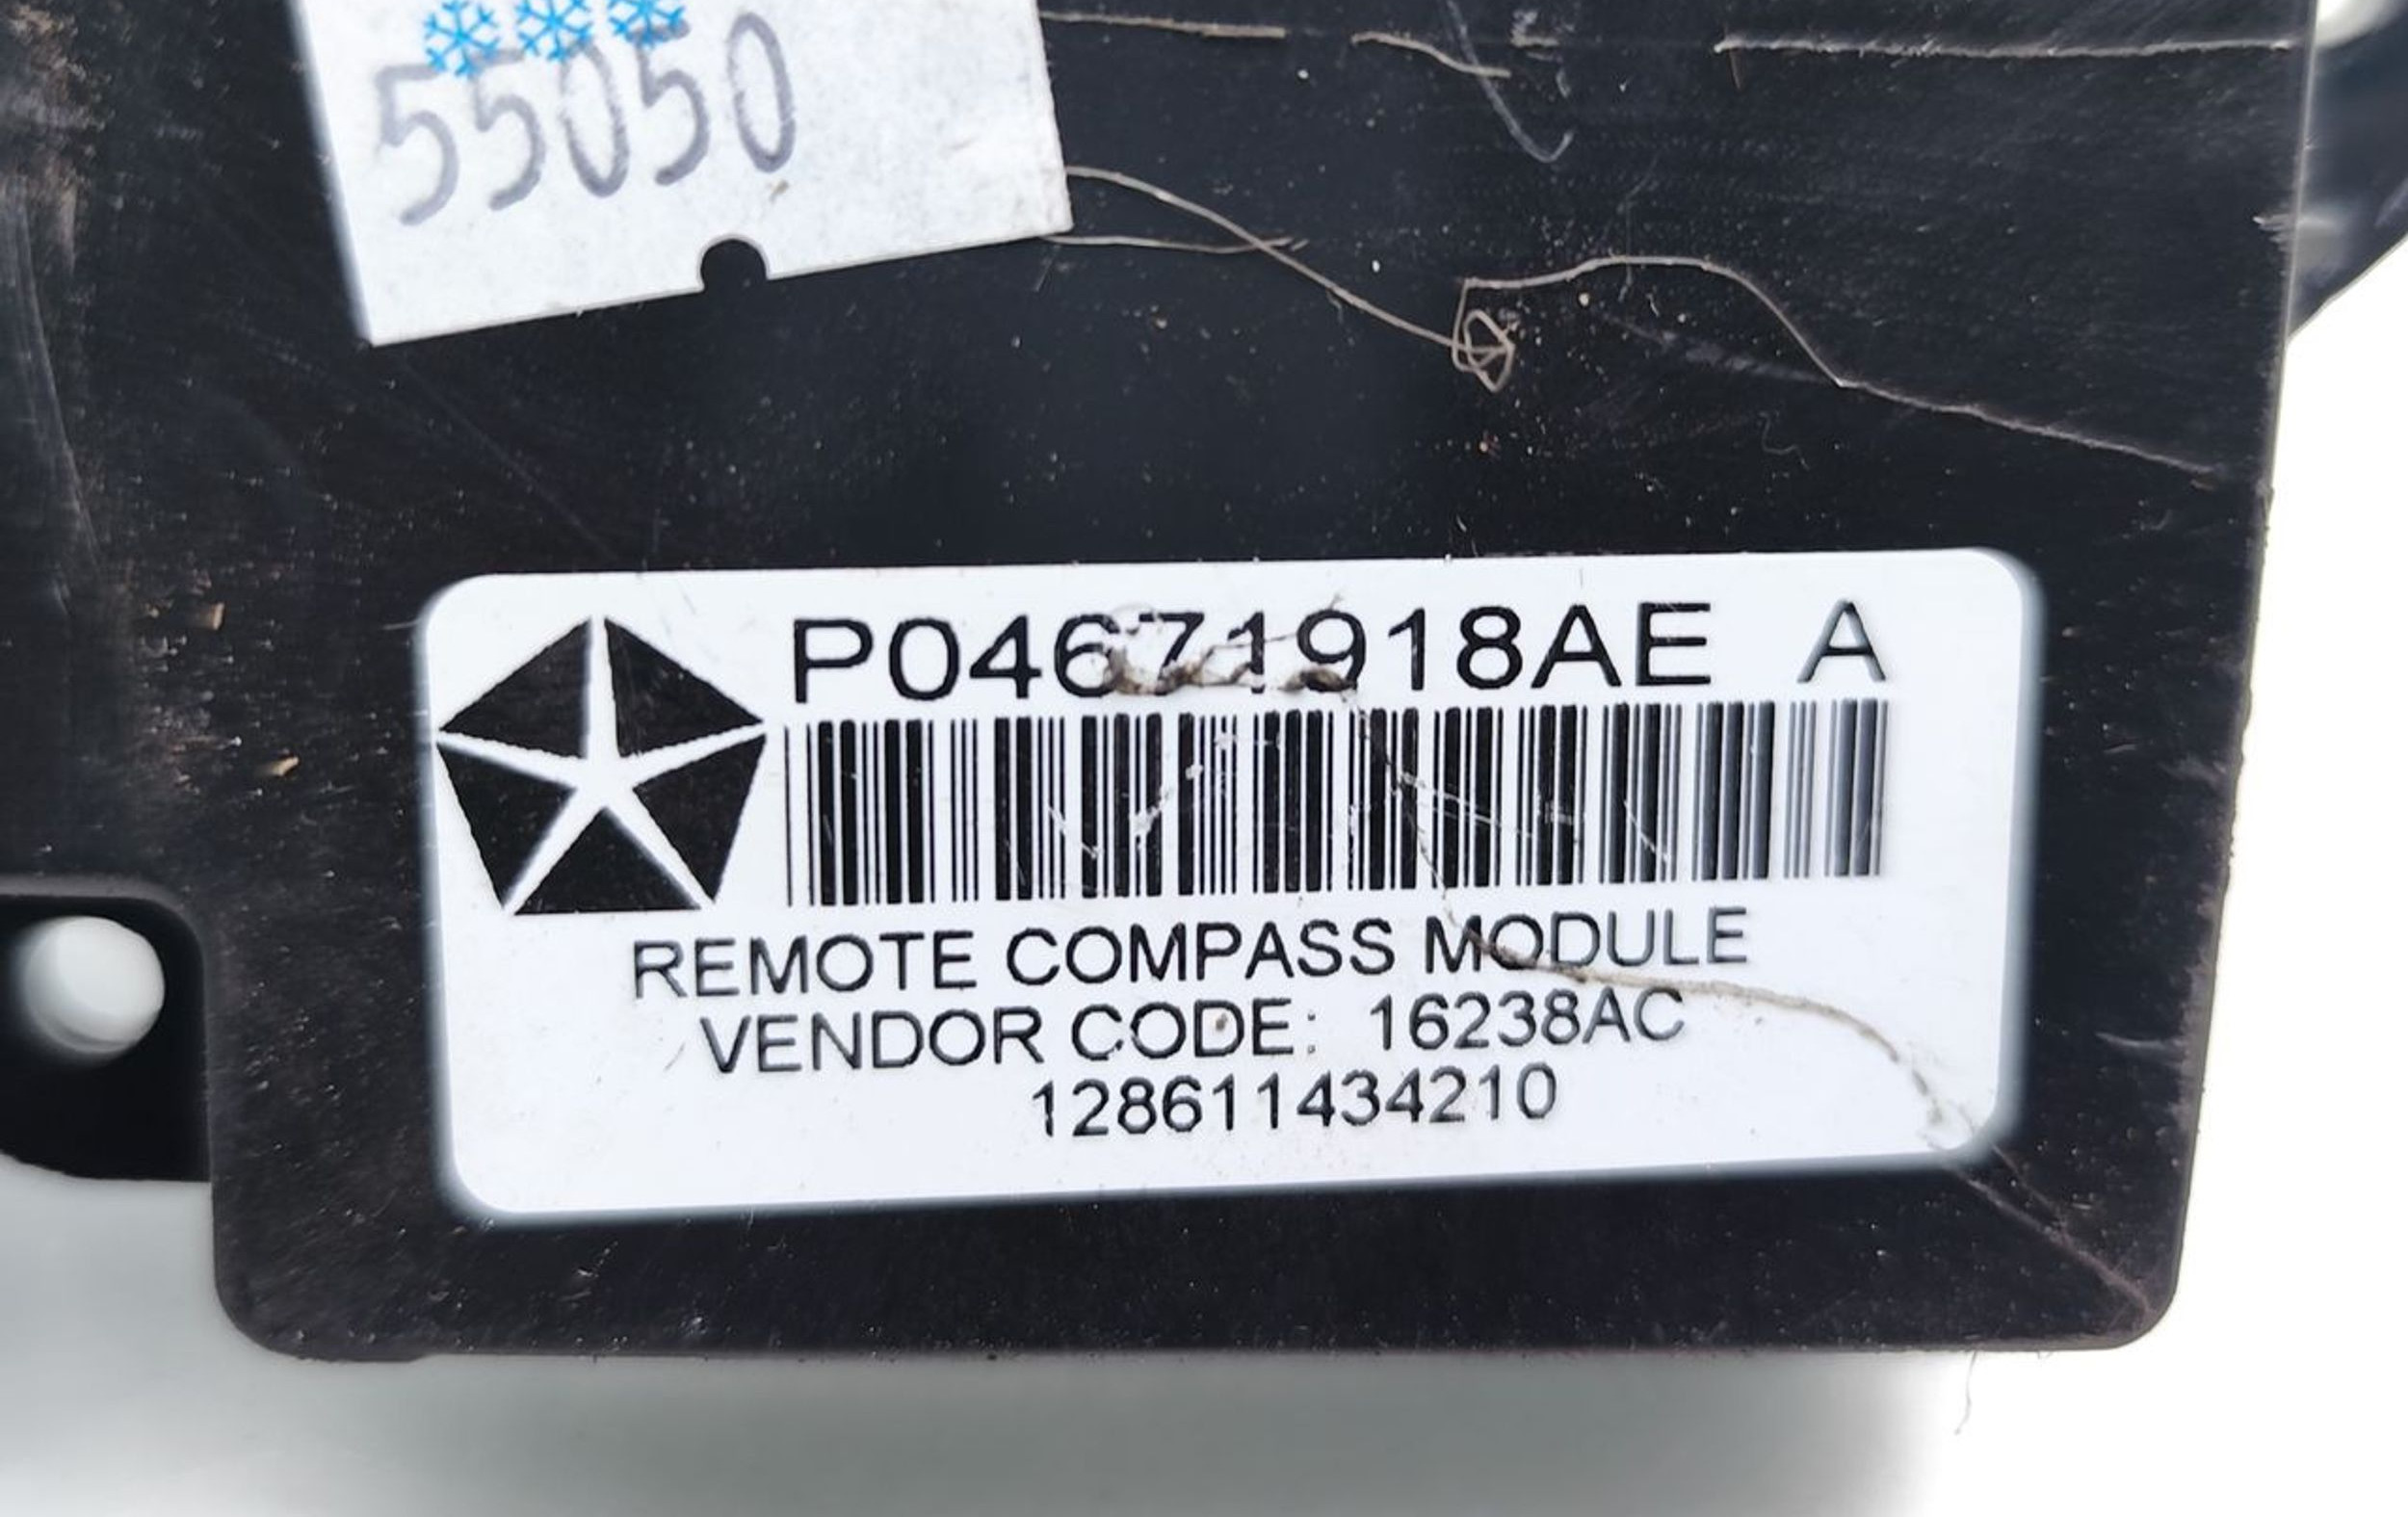 55050
P04671918AE A
REMOTE COMPASS MODULE
VENDOR CODE: 16238AC
128611434210